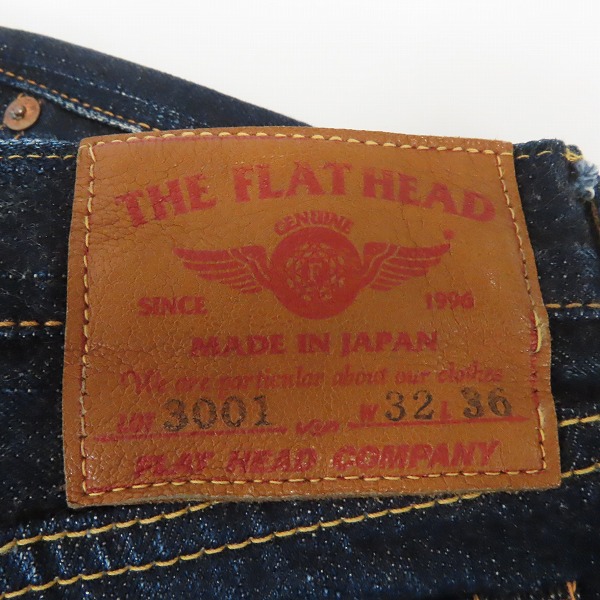 THE FLAT HEAD
GENUINE
SINCE 1996
MADE IN JAPAN
We are particular about our clothes
LOT 3001 W 32 L 36
FLAT HEAD COMPANY